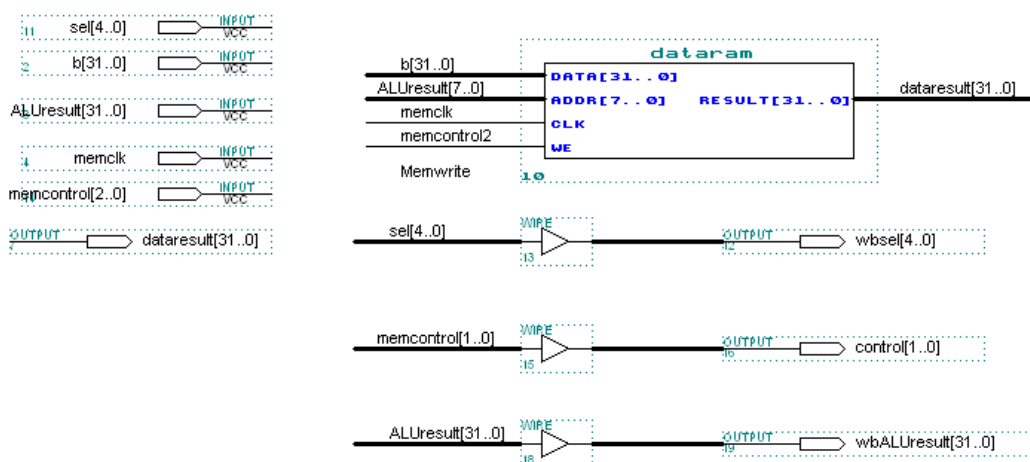 sel[4..0] INPUT VCC
11
b[31..0] INPUT VCC
2
ALUresult[31..0] INPUT VCC
memclk INPUT VCC
4
memcontrol[2..0] INPUT VCC
OUTPUT dataresult[31..0]
dataram
b[31..0] DATA[31..0]
ALUresult[7..0] ADDR[7..0] RESULT[31..0] dataresult[31..0]
memclk CLK
memcontrol2 WE
Memwrite
10
sel[4..0] WIRE OUTPUT wbsel[4..0]
13 12
memcontrol[1..0] WIRE OUTPUT control[1..0]
15 16
ALUresult[31..0] WIRE OUTPUT wbALUresult[31..0]
18 19